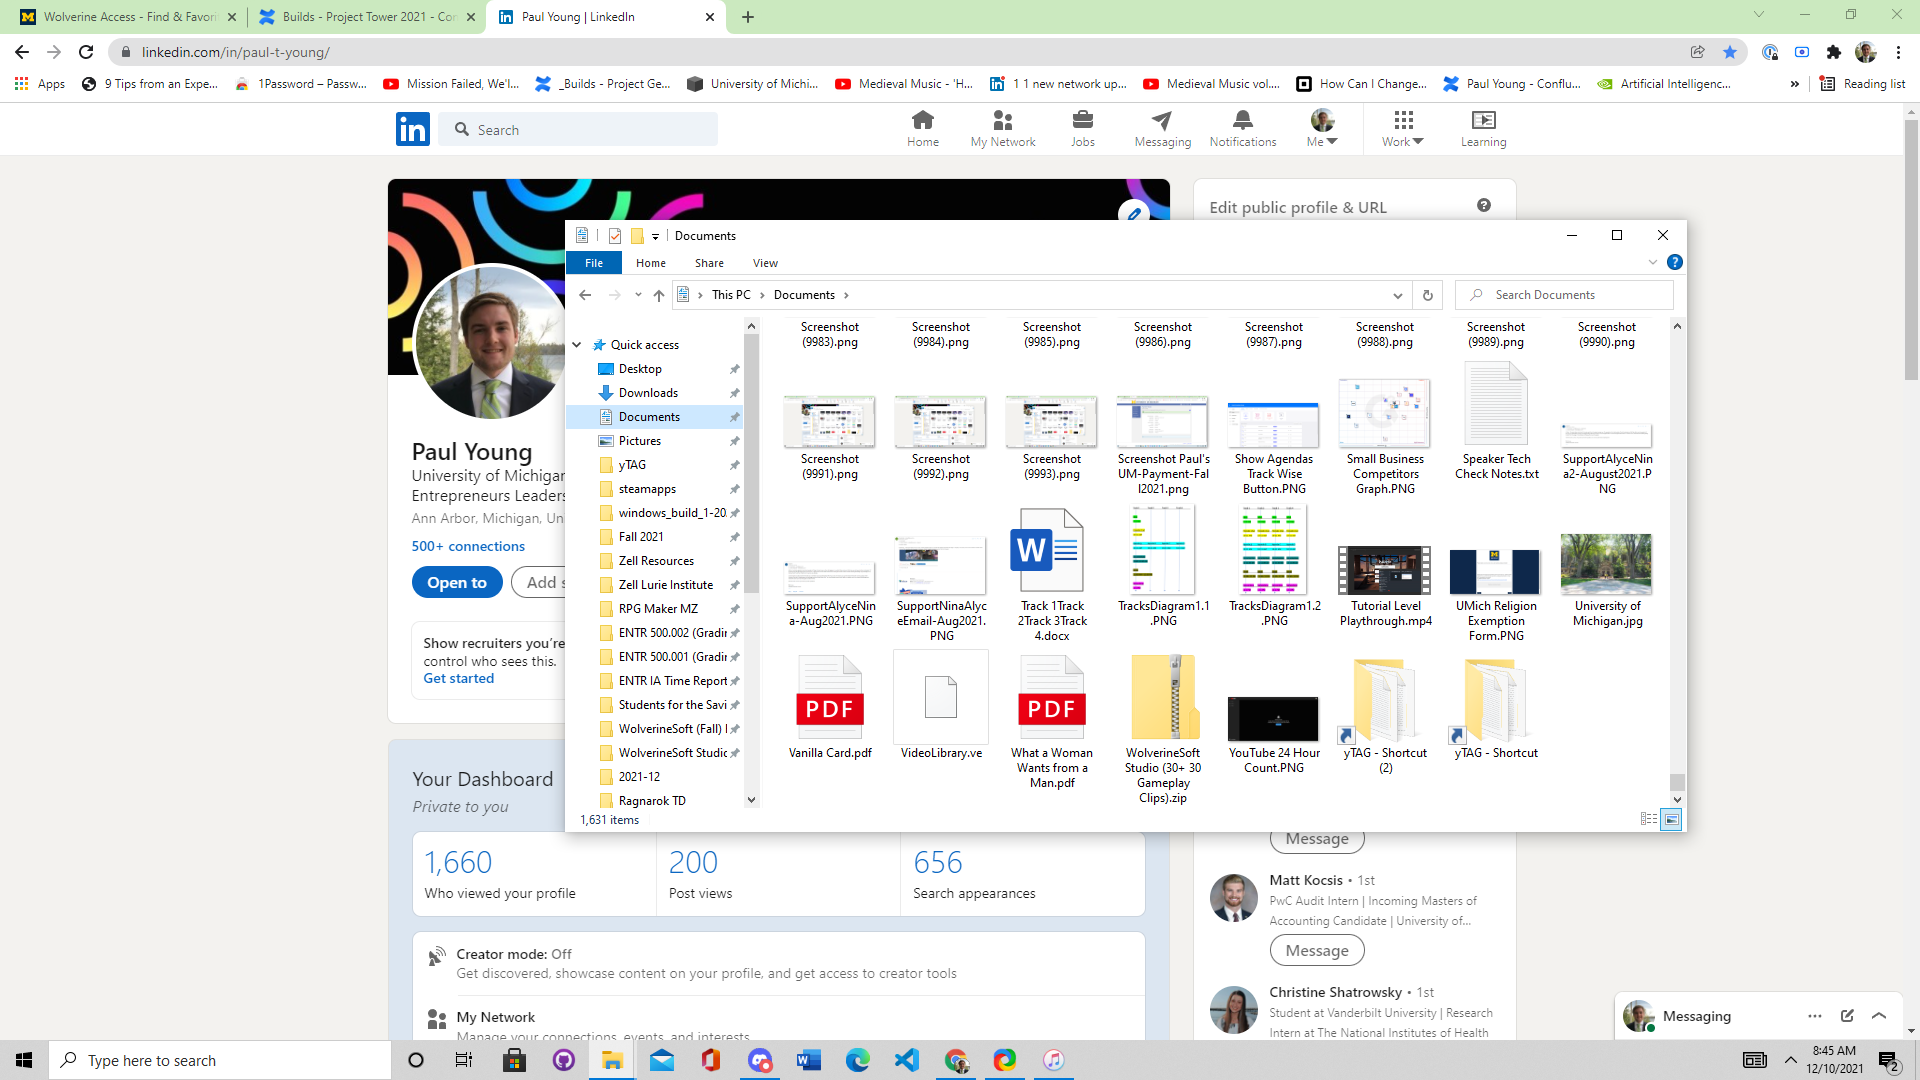 Wolverine Access - Find & Favori
Builds - Project Tower 2021 - Con
Paul Young | LinkedIn
linkedin.com/in/paul-t-young/
Apps
9 Tips from an Expe...
1Password – Passw...
Mission Failed, We'l...
_Builds - Project Ge...
University of Michi...
Medieval Music - 'H...
1 1 new network up...
Medieval Music vol....
How Can I Change...
Paul Young - Conflu...
Artificial Intelligenc...
»
Reading list
in
Search
Home
My Network
Jobs
Messaging
Notifications
Me
Work
Learning
Edit public profile & URL
Documents
File
Home
Share
View
This PC
Documents
Search Documents
Quick access
Desktop
Downloads
Documents
Pictures
yTAG
steamapps
windows_build_1-20
Fall 2021
Zell Resources
Zell Lurie Institute
RPG Maker MZ
ENTR 500.002 (Gradin
ENTR 500.001 (Gradin
ENTR IA Time Report
Students for the Savi
WolverineSoft (Fall) I
WolverineSoft Studio
2021-12
Ragnarok TD
Screenshot
(9983).png
Screenshot
(9984).png
Screenshot
(9985).png
Screenshot
(9986).png
Screenshot
(9987).png
Screenshot
(9988).png
Screenshot
(9989).png
Screenshot
(9990).png
Screenshot
(9991).png
Screenshot
(9992).png
Screenshot
(9993).png
Screenshot Paul's
UM-Payment-Fal
l2021.png
Show Agendas
Track Wise
Button.PNG
Small Business
Competitors
Graph.PNG
Speaker Tech
Check Notes.txt
SupportAlyceNin
a2-August2021.P
NG
SupportAlyceNin
a-Aug2021.PNG
SupportNinaAlyc
eEmail-Aug2021.
PNG
W
Track 1Track
2Track 3Track
4.docx
TracksDiagram1.1
.PNG
TracksDiagram1.2
.PNG
Tutorial Level
Playthrough.mp4
UMich Religion
Exemption
Form.PNG
University of
Michigan.jpg
PDF
Vanilla Card.pdf
VideoLibrary.ve
PDF
What a Woman
Wants from a
Man.pdf
WolverineSoft
Studio (30+ 30
Gameplay
Clips).zip
YouTube 24 Hour
Count.PNG
yTAG - Shortcut
(2)
yTAG - Shortcut
1,631 items
Paul Young
University of Michigan
Entrepreneurs Leaders
Ann Arbor, Michigan, Un
500+ connections
Open to
Add s
Show recruiters you're
control who sees this.
Get started
Your Dashboard
Private to you
1,660
Who viewed your profile
200
Post views
656
Search appearances
Creator mode: Off
Get discovered, showcase content on your profile, and get access to creator tools
My Network
Manage your connections, events, and interests
Message
Matt Kocsis • 1st
PwC Audit Intern | Incoming Masters of
Accounting Candidate | University of...
Message
Christine Shatrowsky • 1st
Student at Vanderbilt University | Research
Intern at The National Institutes of Health
Messaging
Type here to search
8:45 AM
12/10/2021
2